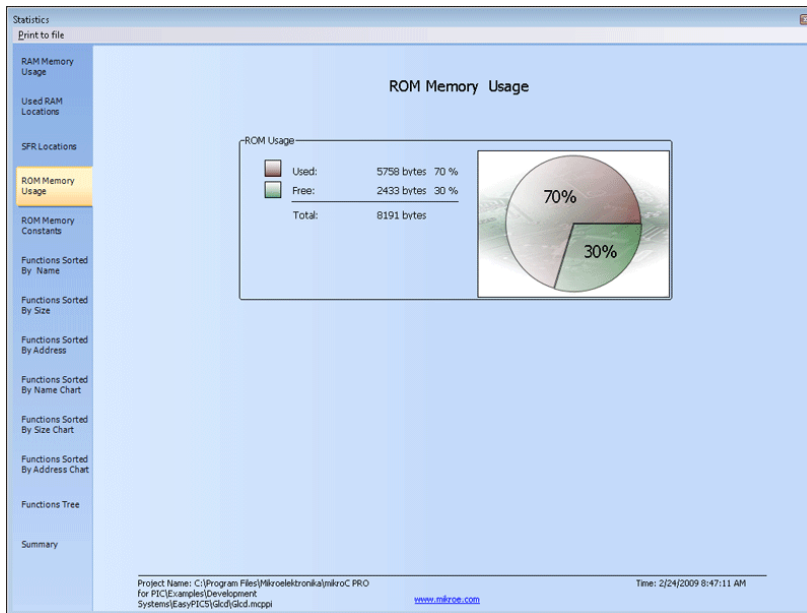 Statistics
Print to file
RAM Memory
Usage
Used RAM
Locations
SFR Locations
ROM Memory
Usage
ROM Memory
Constants
Functions Sorted
By Name
Functions Sorted
By Size
Functions Sorted
By Address
Functions Sorted
By Name Chart
Functions Sorted
By Size Chart
Functions Sorted
By Address Chart
Functions Tree
Summary
ROM Memory Usage
ROM Usage
Used: 5758 bytes 70 %
Free: 2433 bytes 30 %
Total: 8191 bytes
70%
30%
Project Name: C:\Program Files\Mikroelektronika\mikroC PRO
for PIC\Examples\Development
Systems\EasyPIC5\Glcd\Glcd.mcppi
www.mikroe.com
Time: 2/24/2009 8:47:11 AM